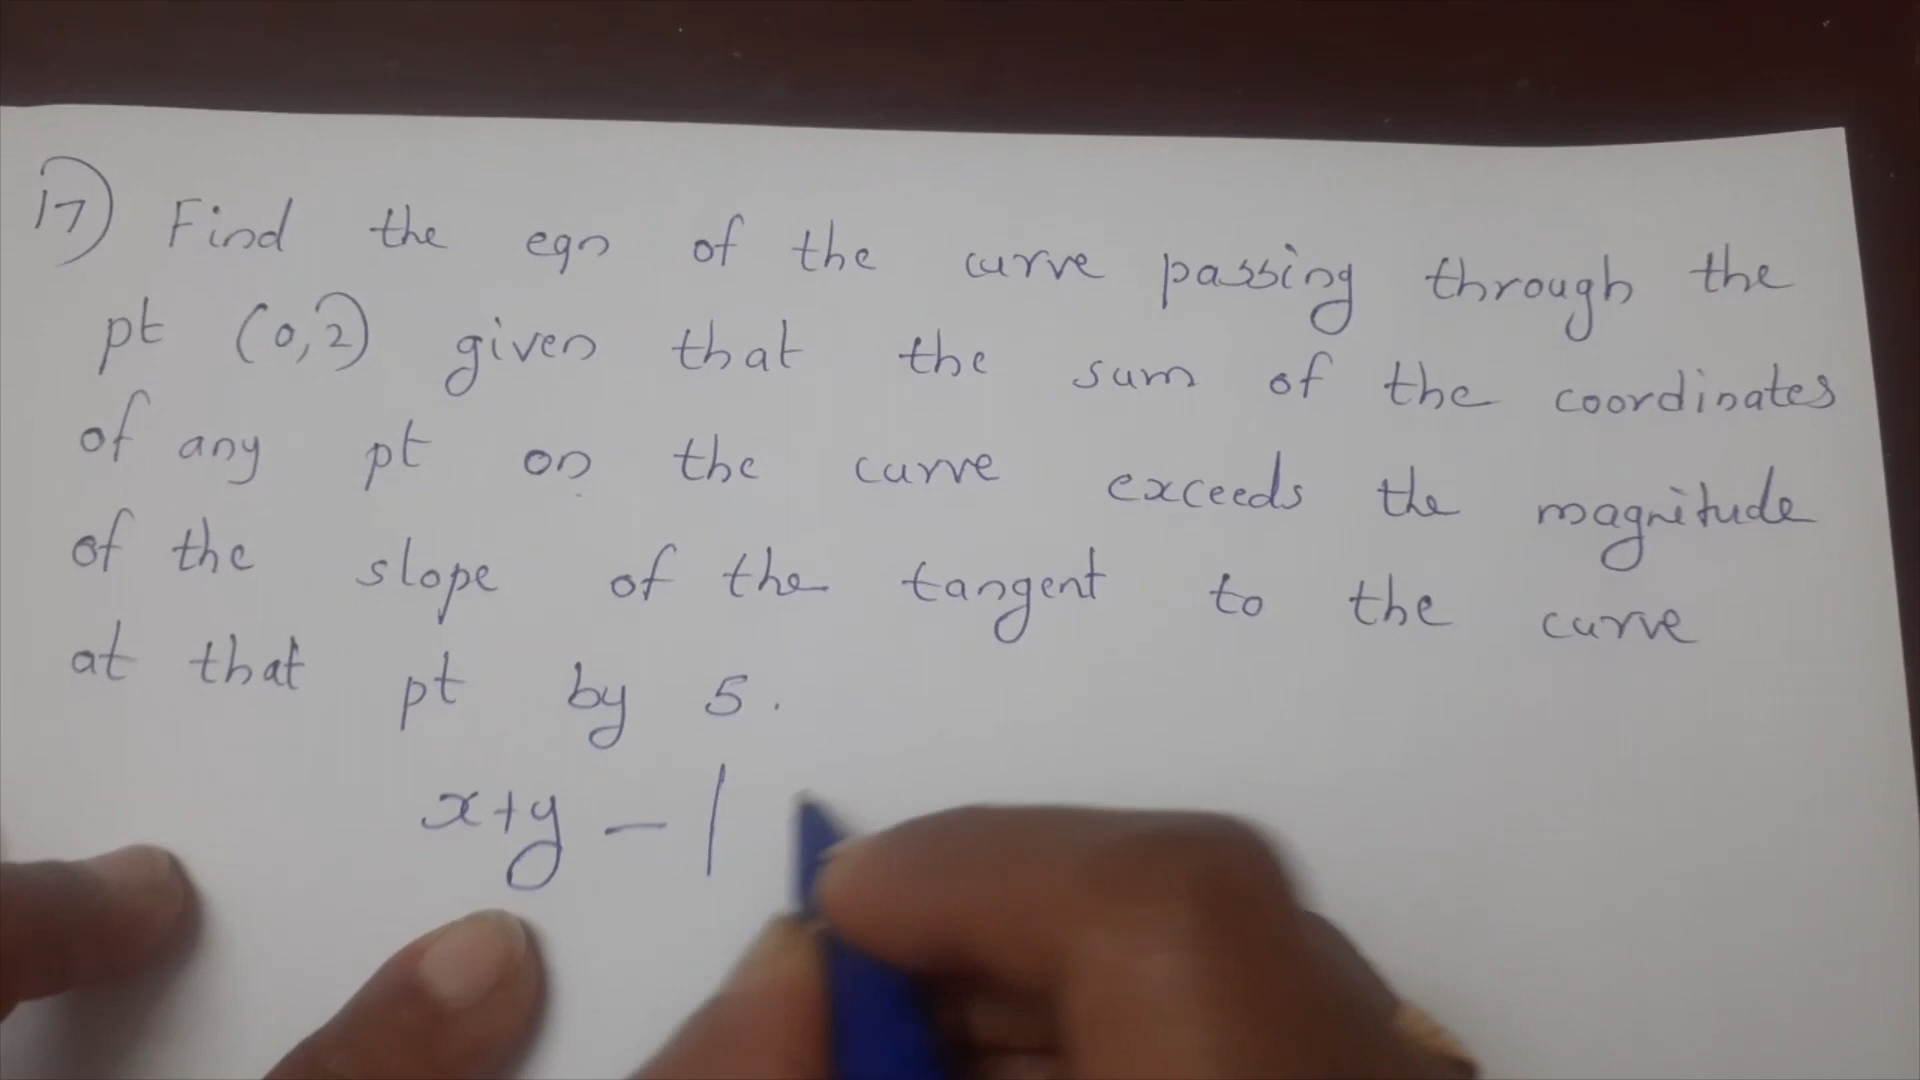 17) Find the eqn of the curve passing through the
pt (0,2) given that the sum of the coordinates
of any pt on the curve exceeds the magnitude
of the slope of the tangent to the curve
at that pt by 5.
x+y - |